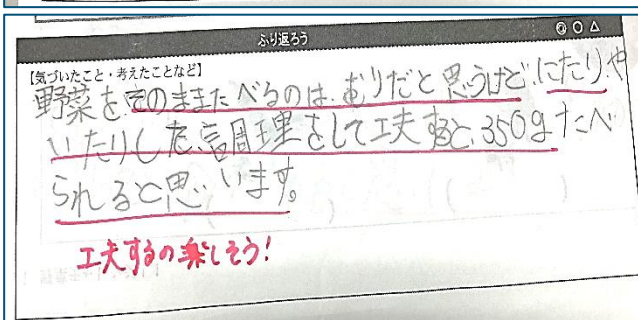 ふり返ろう ◎ ○ △
【気づいたこと・考えたことなど】
野菜をそのままたべるのは、むりだと思うけど、にたりや
いたりした、調理をして工夫すると、350gたべ
られると思います。
工夫するの楽しそう!